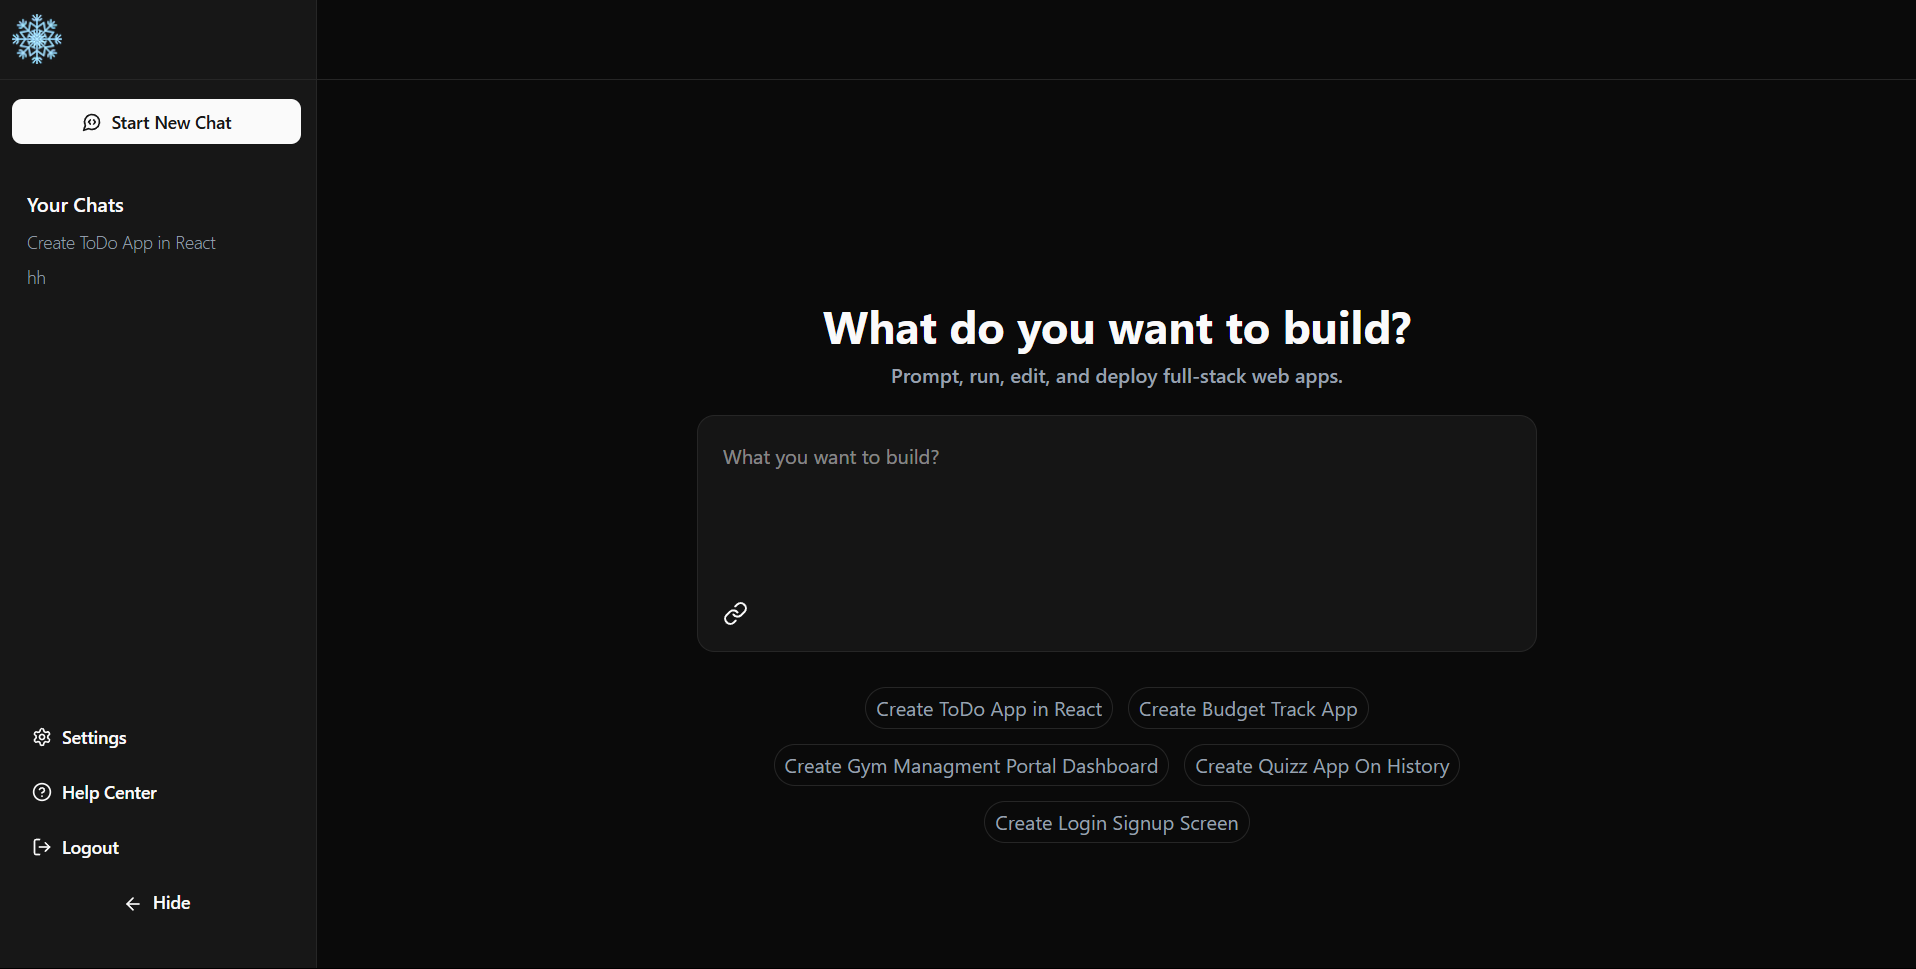 Start New Chat
Your Chats
Create ToDo App in React
hh
Settings
Help Center
Logout
Hide
What do you want to build?
Prompt, run, edit, and deploy full-stack web apps.
What you want to build?
Create ToDo App in React
Create Budget Track App
Create Gym Managment Portal Dashboard
Create Quizz App On History
Create Login Signup Screen